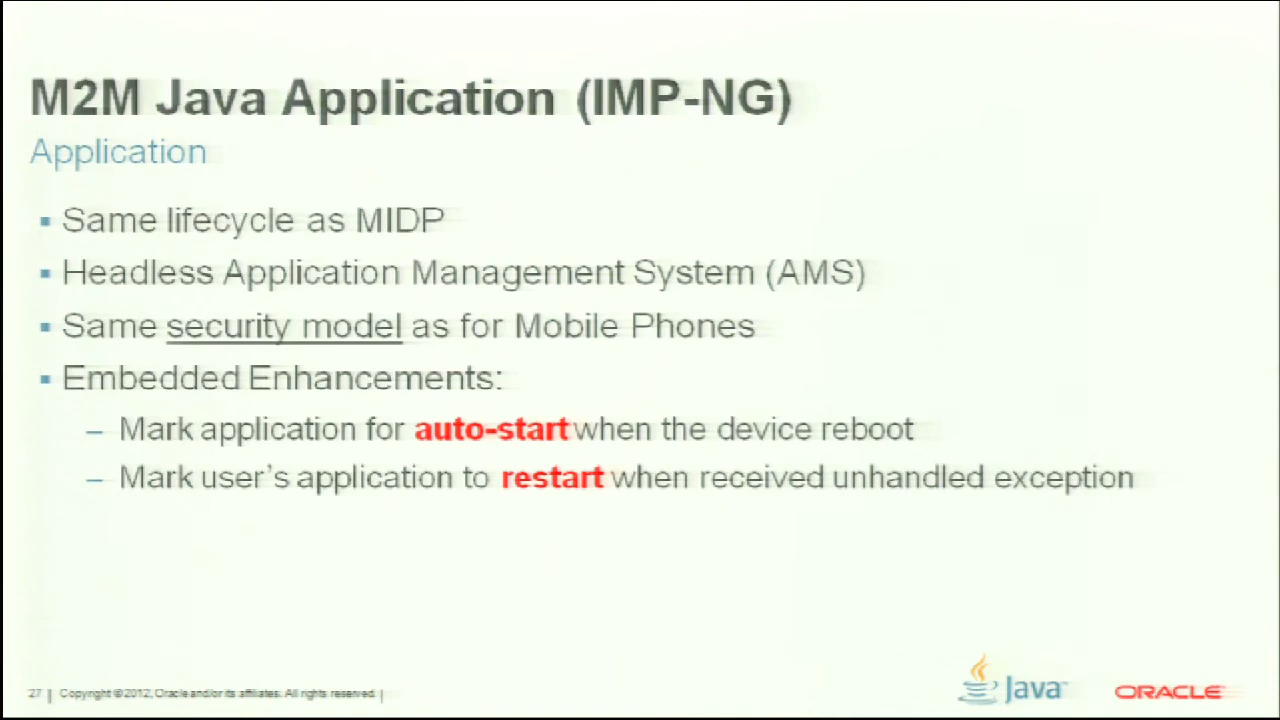 M2M Java Application (IMP-NG)
Application
▪ Same lifecycle as MIDP
▪ Headless Application Management System (AMS)
▪ Same security model as for Mobile Phones
▪ Embedded Enhancements:
– Mark application for auto-start when the device reboot
– Mark user's application to restart when received unhandled exception
27 | Copyright © 2012, Oracle and/or its affiliates. All rights reserved. |
Java
ORACLE